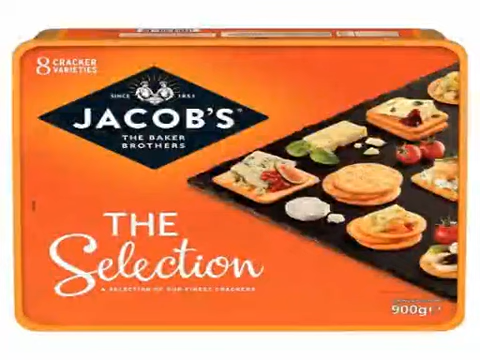 8 CRACKER
VARIETIES
SINCE 1851
JACOB'S
THE BAKER
BROTHERS
THE
Selection
A SELECTION OF OUR FINEST CRACKERS
900g e